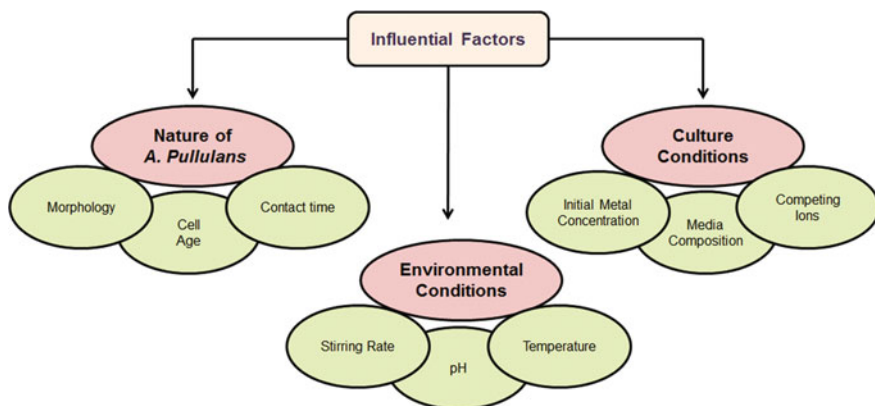 Influential Factors
Nature of
A. Pullulans
Morphology
Cell
Age
Contact time
Environmental
Conditions
Stirring Rate
pH
Temperature
Culture
Conditions
Initial Metal
Concentration
Media
Composition
Competing
Ions